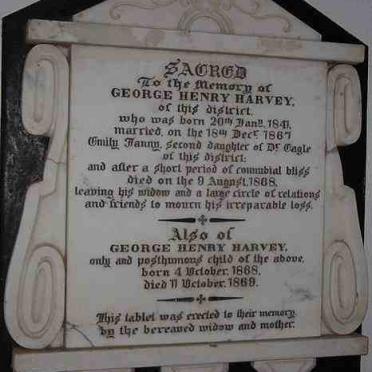 SACRED
To the Memory of
GEORGE HENRY HARVEY,
of this district,
who was born 20th Jany. 1841,
married, on the 18th Decr. 1867
Emily Fanny, second daughter of Dr. Cagle
of this district;
and after a short period of connubial bliss
died on the 9 August, 1868,
leaving his widow and a large circle of relations
and friends to mourn his irreparable loss.
Also of
GEORGE HENRY HARVEY,
only and posthumous child of the above,
born 4 October, 1868,
died 11 October, 1869.
This tablet was erected to their memory
by the bereaved widow and mother.